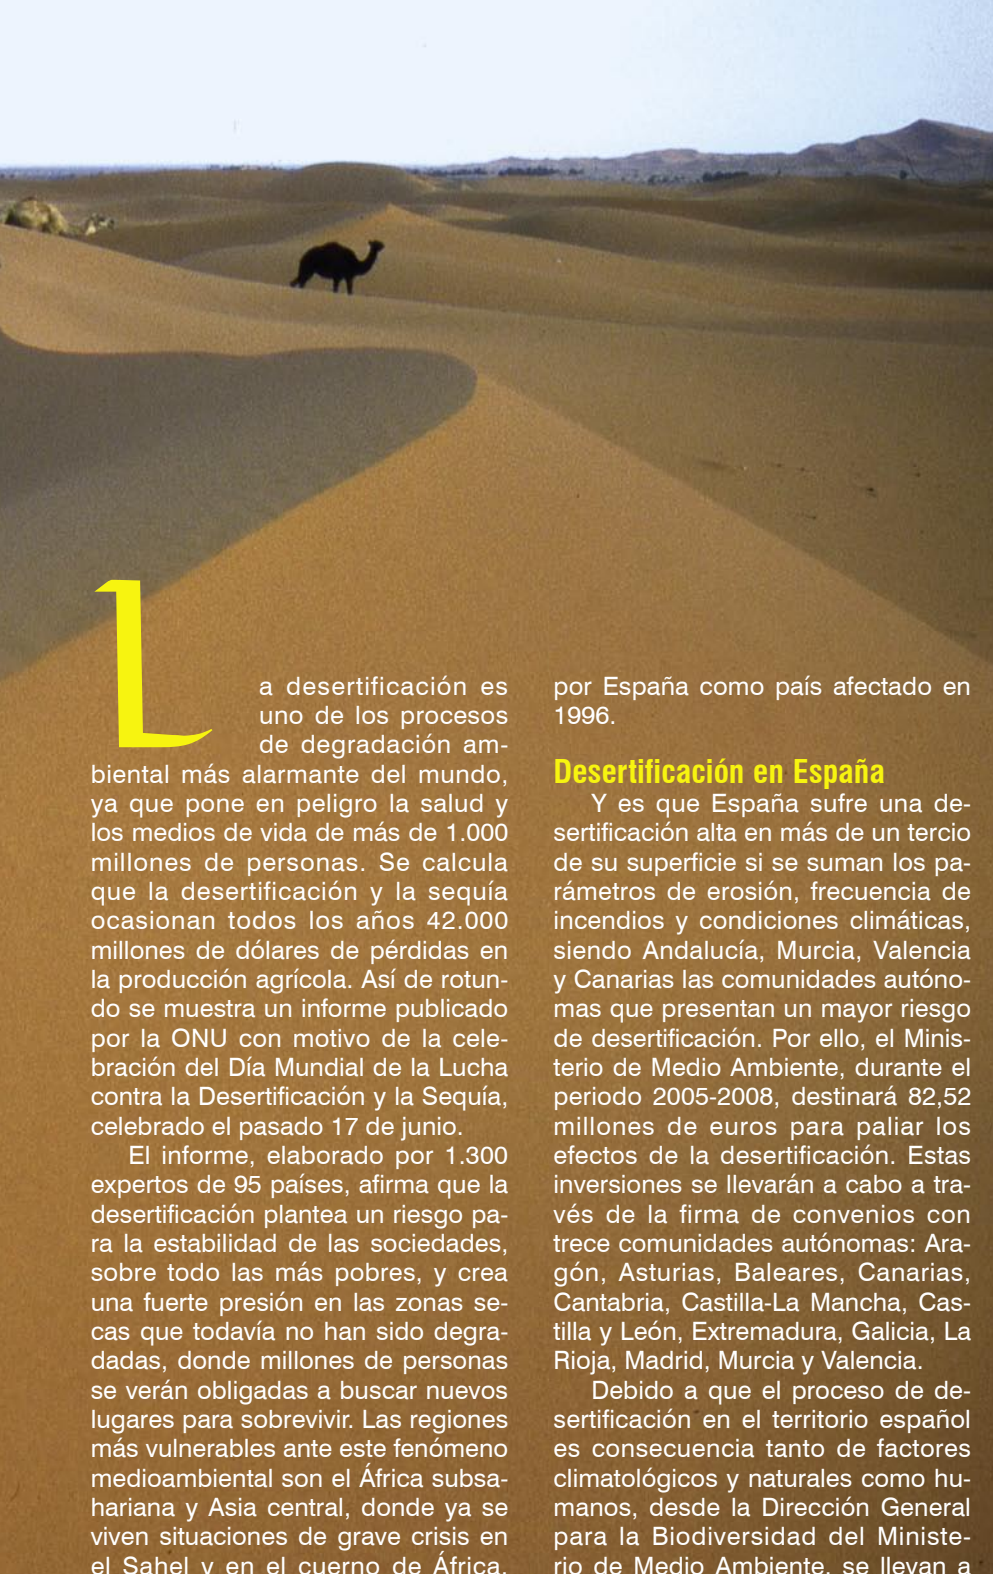 La desertificación es
uno de los procesos
de degradación am-
biental más alarmante del mundo,
ya que pone en peligro la salud y
los medios de vida de más de 1.000
millones de personas. Se calcula
que la desertificación y la sequía
ocasionan todos los años 42.000
millones de dólares de pérdidas en
la producción agrícola. Así de rotun-
do se muestra un informe publicado
por la ONU con motivo de la cele-
bración del Día Mundial de la Lucha
contra la Desertificación y la Sequía,
celebrado el pasado 17 de junio.
El informe, elaborado por 1.300
expertos de 95 países, afirma que la
desertificación plantea un riesgo pa-
ra la estabilidad de las sociedades,
sobre todo las más pobres, y crea
una fuerte presión en las zonas se-
cas que todavía no han sido degra-
dadas, donde millones de personas
se verán obligadas a buscar nuevos
lugares para sobrevivir. Las regiones
más vulnerables ante este fenómeno
medioambiental son el África subsa-
hariana y Asia central, donde ya se
viven situaciones de grave crisis en
el Sahel y en el cuerno de África.
por España como país afectado en
1996.
Desertificación en España
Y es que España sufre una de-
sertificación alta en más de un tercio
de su superficie si se suman los pa-
rámetros de erosión, frecuencia de
incendios y condiciones climáticas,
siendo Andalucía, Murcia, Valencia
y Canarias las comunidades autóno-
mas que presentan un mayor riesgo
de desertificación. Por ello, el Minis-
terio de Medio Ambiente, durante el
periodo 2005-2008, destinará 82,52
millones de euros para paliar los
efectos de la desertificación. Estas
inversiones se llevarán a cabo a tra-
vés de la firma de convenios con
trece comunidades autónomas: Ara-
gón, Asturias, Baleares, Canarias,
Cantabria, Castilla-La Mancha, Cas-
tilla y León, Extremadura, Galicia, La
Rioja, Madrid, Murcia y Valencia.
Debido a que el proceso de de-
sertificación en el territorio español
es consecuencia tanto de factores
climatológicos y naturales como hu-
manos, desde la Dirección General
para la Biodiversidad del Ministe-
rio de Medio Ambiente, se llevan a